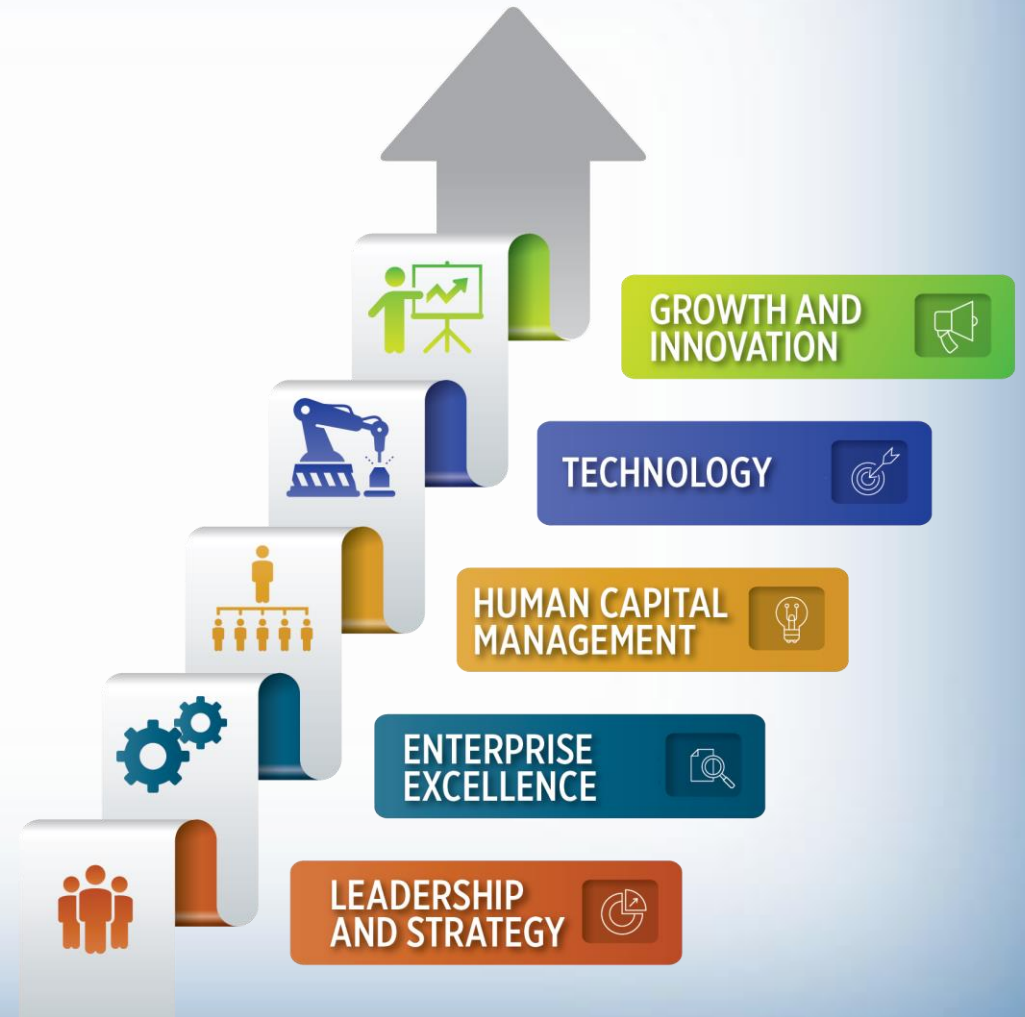 GROWTH AND
INNOVATION
TECHNOLOGY
HUMAN CAPITAL
MANAGEMENT
ENTERPRISE
EXCELLENCE
LEADERSHIP
AND STRATEGY